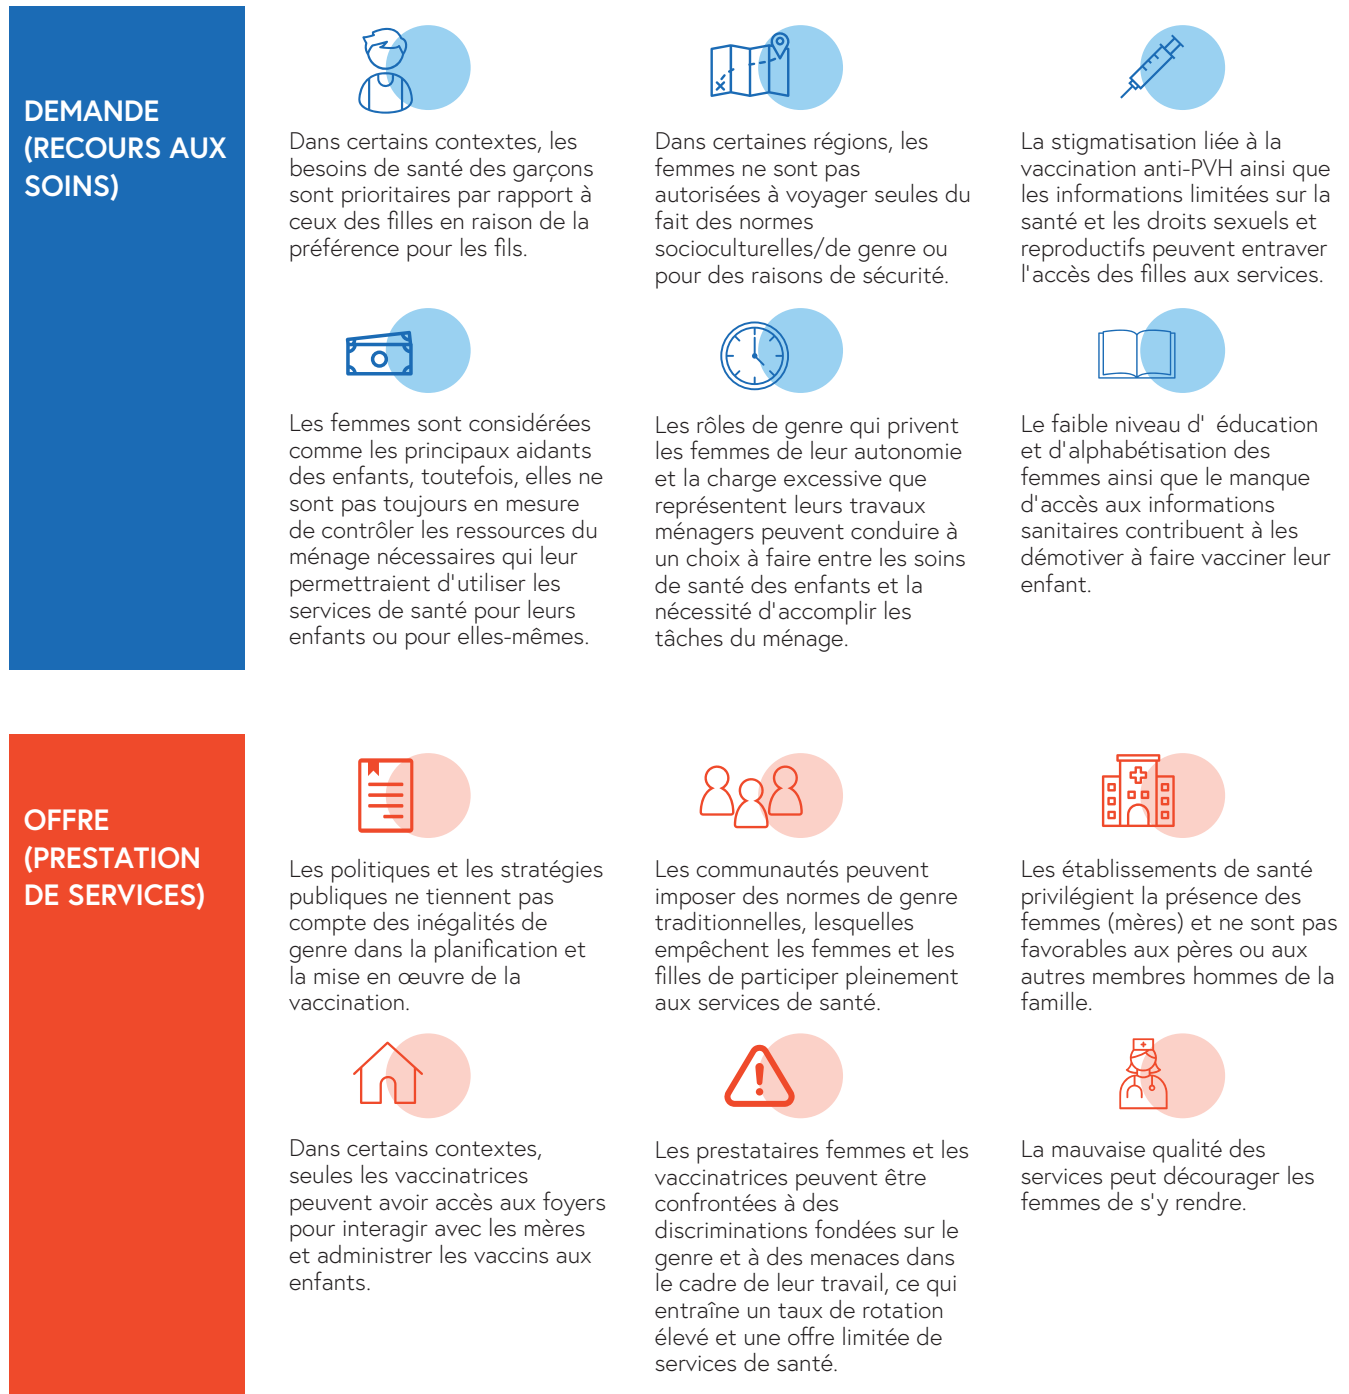 DEMANDE
(RECOURS AUX
SOINS)
Dans certains contextes, les
besoins de santé des garçons
sont prioritaires par rapport à
ceux des filles en raison de la
préférence pour les fils.
Dans certaines régions, les
femmes ne sont pas
autorisées à voyager seules du
fait des normes
socioculturelles/de genre ou
pour des raisons de sécurité.
La stigmatisation liée à la
vaccination anti-PVH ainsi que
les informations limitées sur la
santé et les droits sexuels et
reproductifs peuvent entraver
l'accès des filles aux services.
Les femmes sont considérées
comme les principaux aidants
des enfants, toutefois, elles ne
sont pas toujours en mesure
de contrôler les ressources du
ménage nécessaires qui leur
permettraient d'utiliser les
services de santé pour leurs
enfants ou pour elles-mêmes.
Les rôles de genre qui privent
les femmes de leur autonomie
et la charge excessive que
représentent leurs travaux
ménagers peuvent conduire à
un choix à faire entre les soins
de santé des enfants et la
nécessité d'accomplir les
tâches du ménage.
Le faible niveau d' éducation
et d'alphabétisation des
femmes ainsi que le manque
d'accès aux informations
sanitaires contribuent à les
démotiver à faire vacciner leur
enfant.
OFFRE
(PRESTATION
DE SERVICES)
Les politiques et les stratégies
publiques ne tiennent pas
compte des inégalités de
genre dans la planification et
la mise en œuvre de la
vaccination.
Les communautés peuvent
imposer des normes de genre
traditionnelles, lesquelles
empêchent les femmes et les
filles de participer pleinement
aux services de santé.
Les établissements de santé
privilégient la présence des
femmes (mères) et ne sont pas
favorables aux pères ou aux
autres membres hommes de la
famille.
Dans certains contextes,
seules les vaccinatrices
peuvent avoir accès aux foyers
pour interagir avec les mères
et administrer les vaccins aux
enfants.
Les prestataires femmes et les
vaccinatrices peuvent être
confrontées à des
discriminations fondées sur le
genre et à des menaces dans
le cadre de leur travail, ce qui
entraîne un taux de rotation
élevé et une offre limitée de
services de santé.
La mauvaise qualité des
services peut décourager les
femmes de s'y rendre.